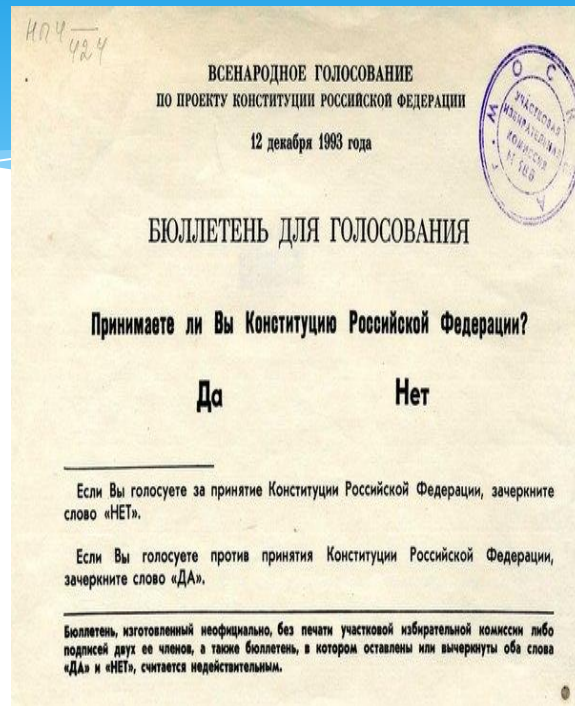 НПЧ 424
ВСЕНАРОДНОЕ ГОЛОСОВАНИЕ
ПО ПРОЕКТУ КОНСТИТУЦИИ РОССИЙСКОЙ ФЕДЕРАЦИИ
12 декабря 1993 года
МОСКВА
УЧАСТКОВАЯ
ИЗБИРАТЕЛЬНАЯ
КОМИССИЯ
БЮЛЛЕТЕНЬ ДЛЯ ГОЛОСОВАНИЯ
Принимаете ли Вы Конституцию Российской Федерации?
Да Нет
Если Вы голосуете за принятие Конституции Российской Федерации, зачеркните
слово «НЕТ».
Если Вы голосуете против принятия Конституции Российской Федерации,
зачеркните слово «ДА».
Бюллетень, изготовленный неофициально, без печати участковой избирательной комиссии либо
подписей двух ее членов, а также бюллетень, в котором оставлены или вычеркнуты оба слова
«ДА» и «НЕТ», считается недействительным.